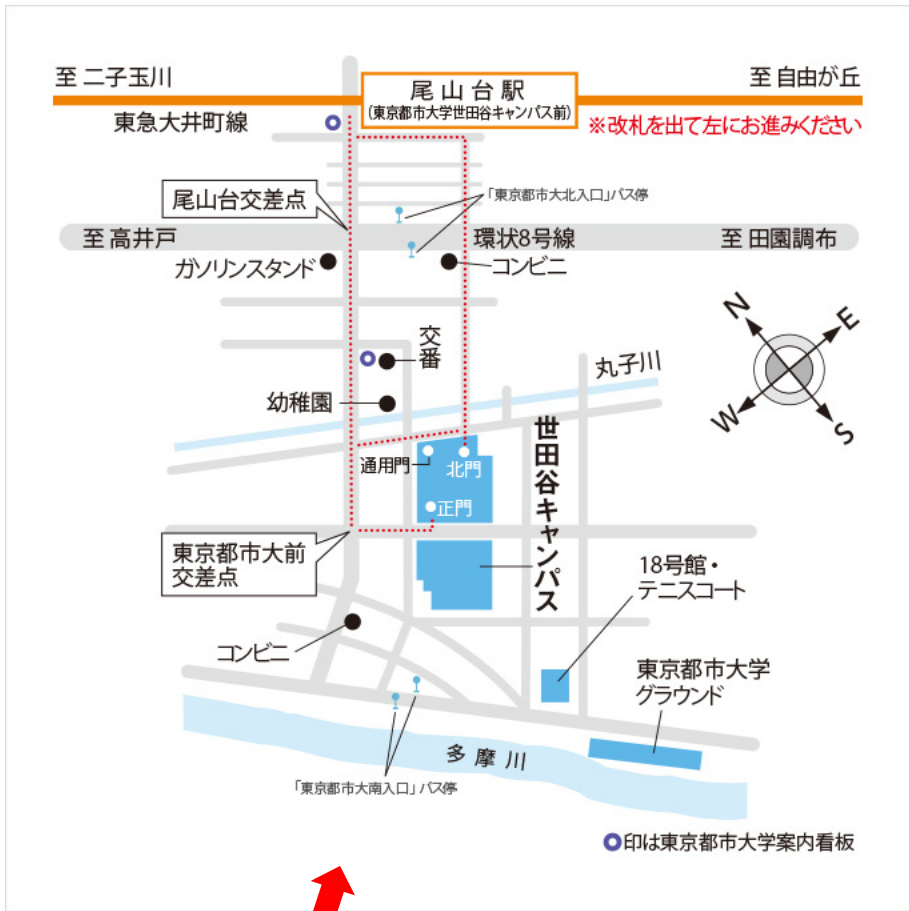 至 二子玉川
尾山台駅
(東京都市大学世田谷キャンパス前)
至 自由が丘
東急大井町線
※改札を出て左にお進みください
尾山台交差点
「東京都市大北入口」バス停
至 高井戸
環状8号線
至 田園調布
ガソリンスタンド
コンビニ
N
E
W
S
交番
丸子川
幼稚園
世田谷キャンパス
通用門
北門
正門
東京都市大前
交差点
18号館・
テニスコート
コンビニ
東京都市大学
グラウンド
多摩川
「東京都市大南入口」バス停
印は東京都市大学案内看板